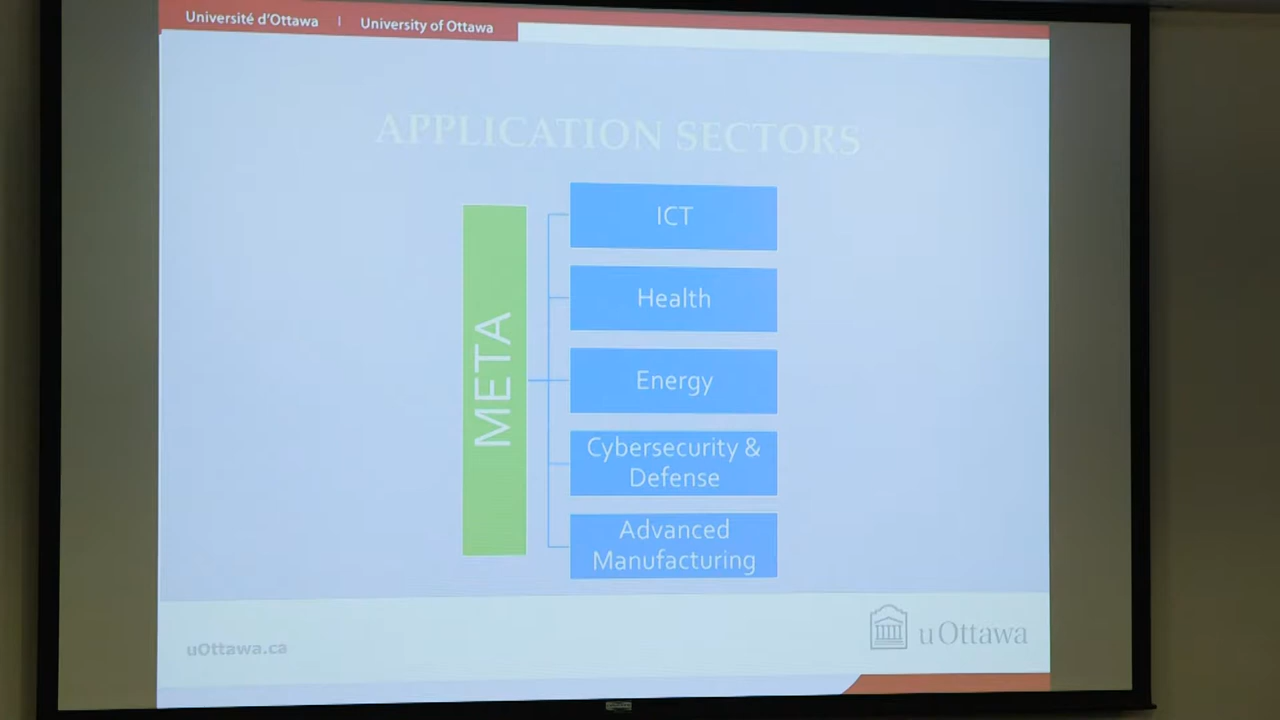 Université d'Ottawa | University of Ottawa
APPLICATION SECTORS
META
ICT
Health
Energy
Cybersecurity &
Defense
Advanced
Manufacturing
uOttawa.ca
uOttawa